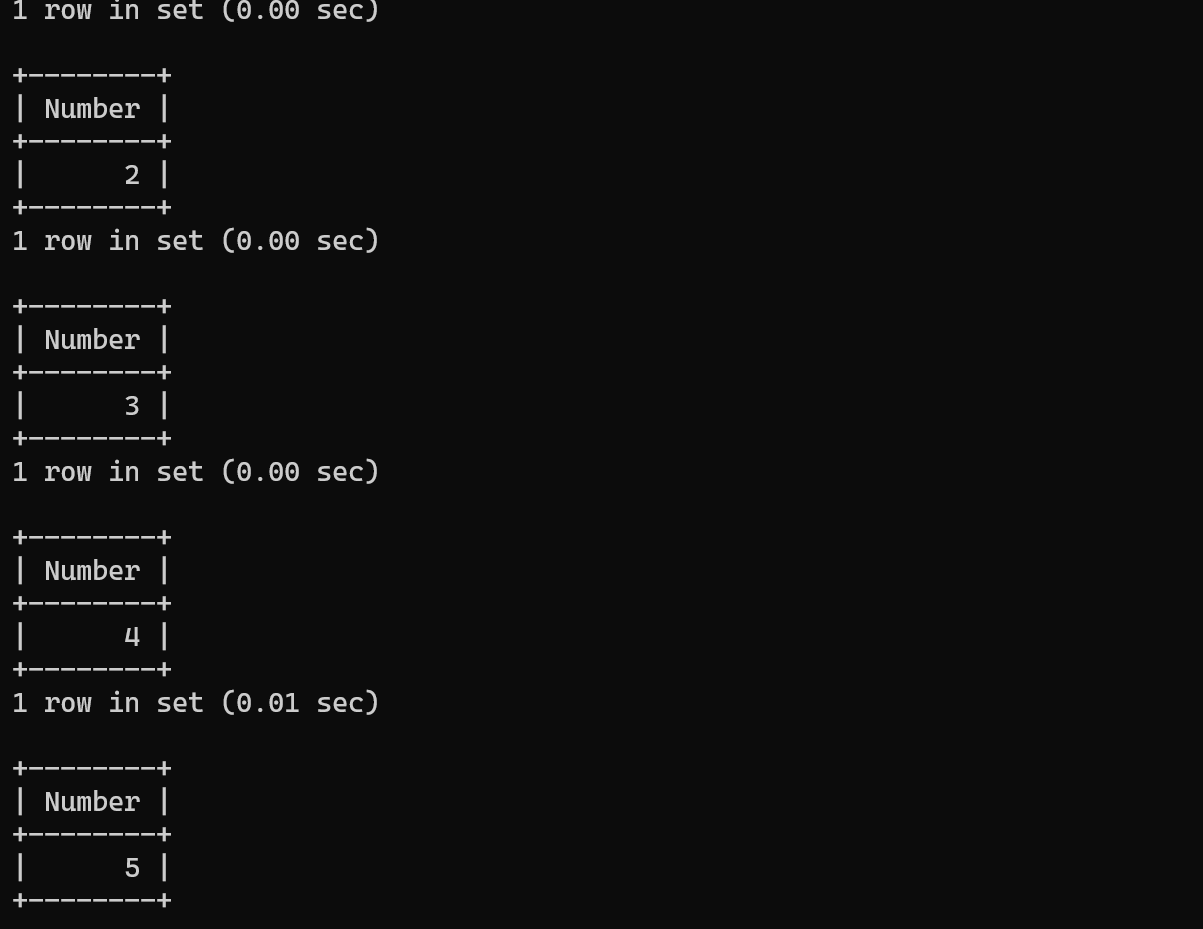 1 row in set (0.00 sec)

+--------+
| Number |
+--------+
|      2 |
+--------+
1 row in set (0.00 sec)

+--------+
| Number |
+--------+
|      3 |
+--------+
1 row in set (0.00 sec)

+--------+
| Number |
+--------+
|      4 |
+--------+
1 row in set (0.01 sec)

+--------+
| Number |
+--------+
|      5 |
+--------+